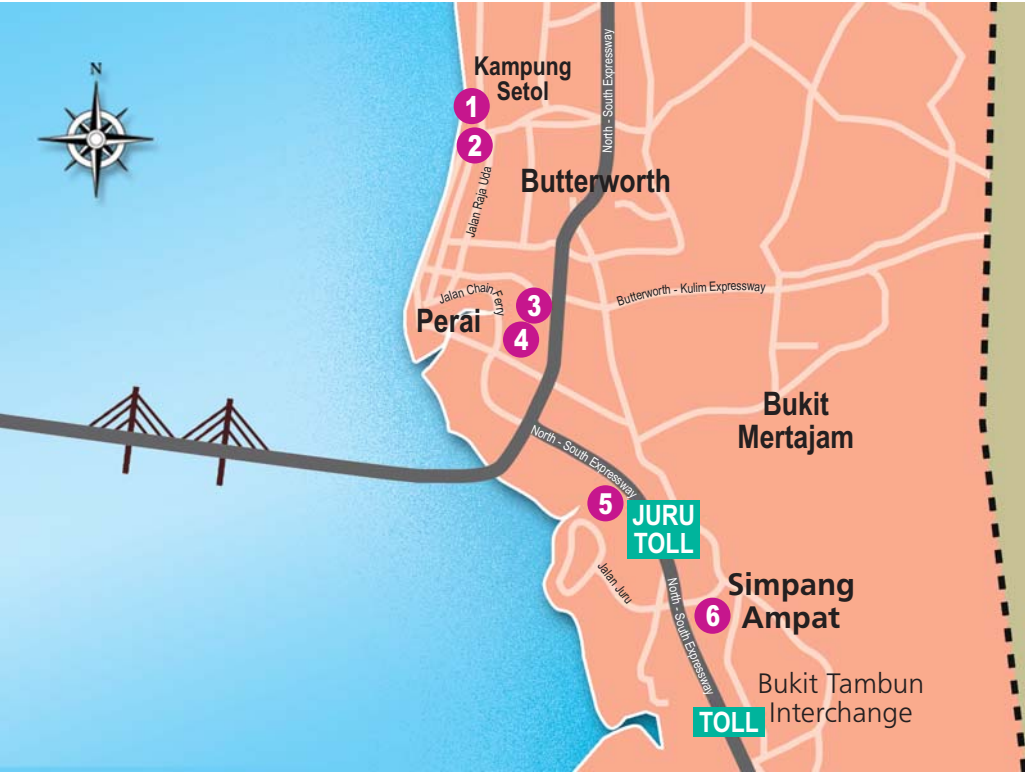 N
Kampung
Setol
1
2
North - South Expressway
Jalan Raja Uda
Butterworth
Jalan Chain Ferry
Butterworth - Kulim Expressway
3
Perai
4
Bukit
Mertajam
North - South Expressway
5
JURU
TOLL
Jalan Juru
North - South Expressway
Simpang
Ampat
6
Bukit Tambun
Interchange
TOLL